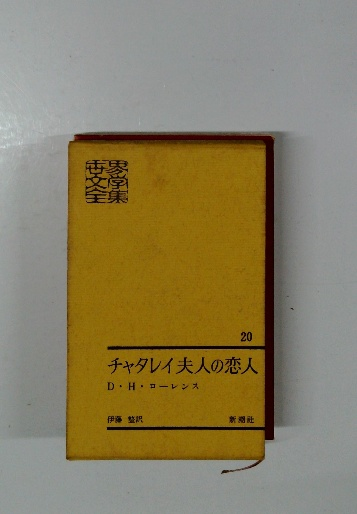 世界
文学
全集
20
チャタレイ夫人の恋人
D・H・ローレンス
伊藤 整訳 新潮社